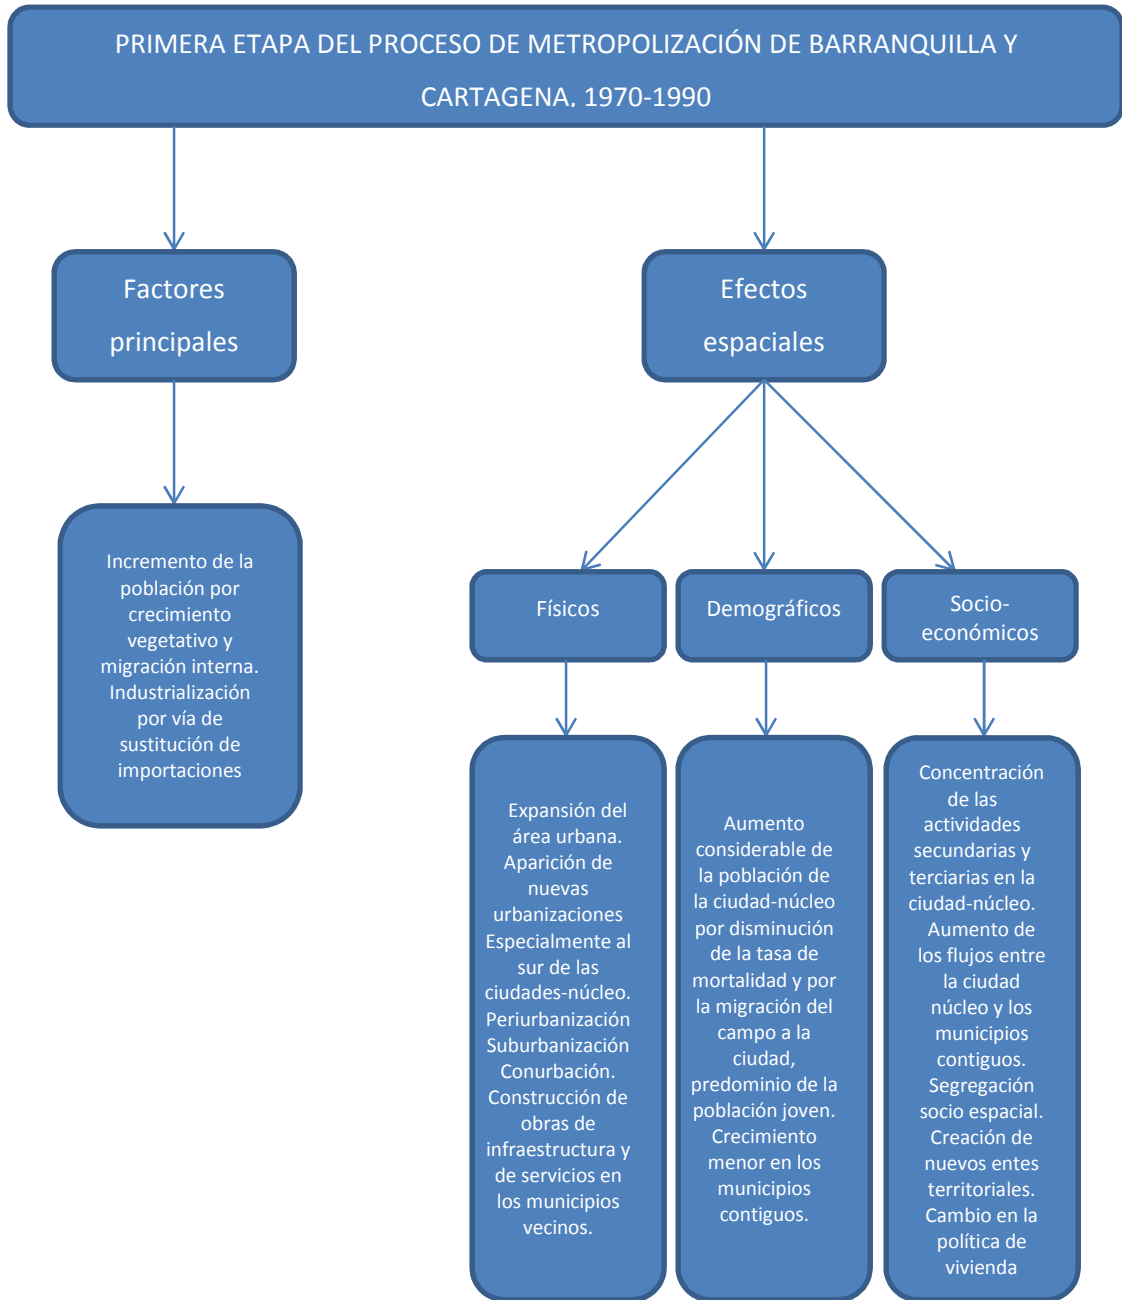 PRIMERA ETAPA DEL PROCESO DE METROPOLIZACIÓN DE BARRANQUILLA Y
CARTAGENA, 1970-1990
Factores
principales
Efectos
espaciales
Incremento de la
población por
crecimiento
vegetativo y
migración interna.
Industrialización
por vía de
sustitución de
importaciones
Físicos
Demográficos
Socio-
económicos
Expansión del
área urbana.
Aparición de
nuevas
urbanizaciones
Especialmente al
sur de las
ciudades-núcleo.
Periurbanización
Suburbanización
Conurbación.
Construcción de
obras de
infraestructura y
de servicios en
los municipios
vecinos.
Aumento
considerable de
la población de
la ciudad-núcleo
por disminución
de la tasa de
mortalidad y por
la migración del
campo a la
ciudad,
predominio de la
población joven.
Crecimiento
menor en los
municipios
contiguos.
Concentración
de las
actividades
secundarias y
terciarias en la
ciudad-núcleo.
Aumento de
los flujos entre
la ciudad
núcleo y los
municipios
contiguos.
Segregación
socio espacial.
Creación de
nuevos entes
territoriales.
Cambio en la
política de
vivienda